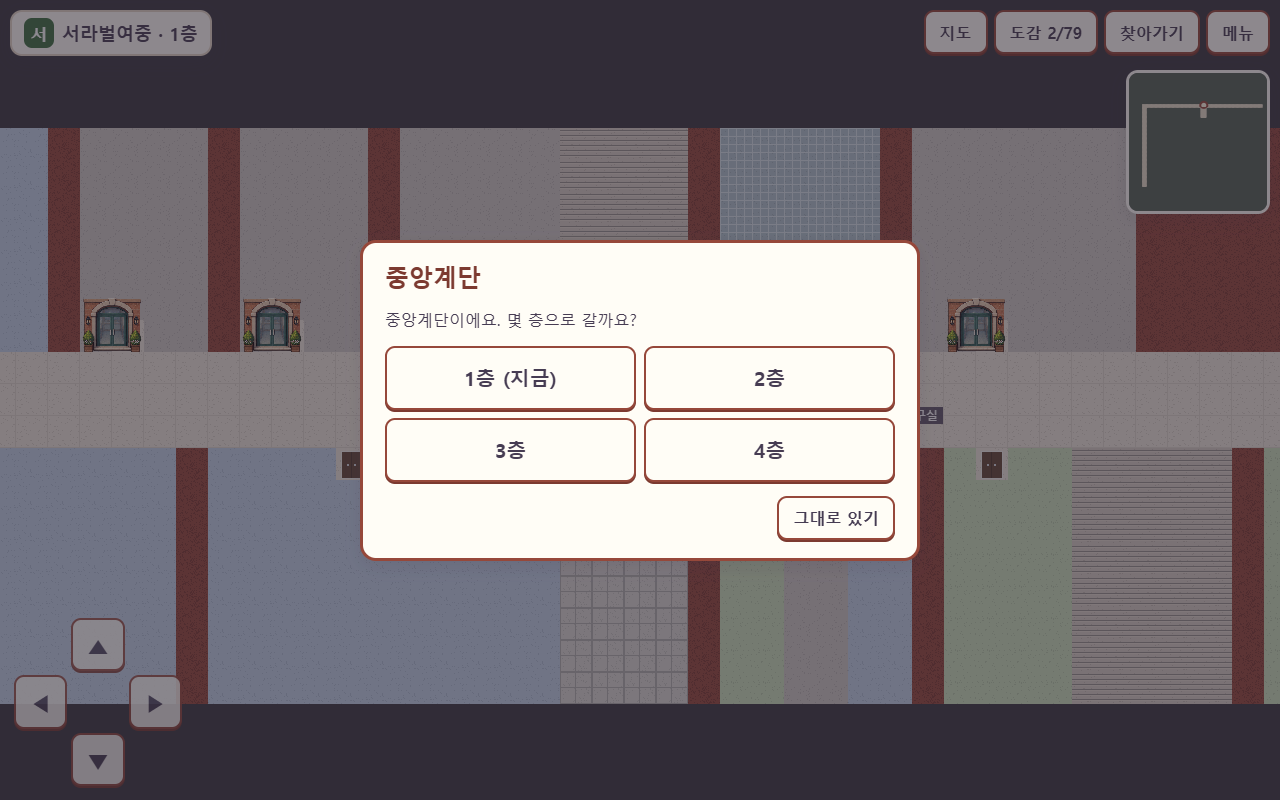 서 서라벌여중 · 1층
지도
도감 2/79
찾아가기
메뉴
중앙계단
중앙계단이에요. 몇 층으로 갈까요?
1층 (지금)
2층
3층
4층
그대로 있기